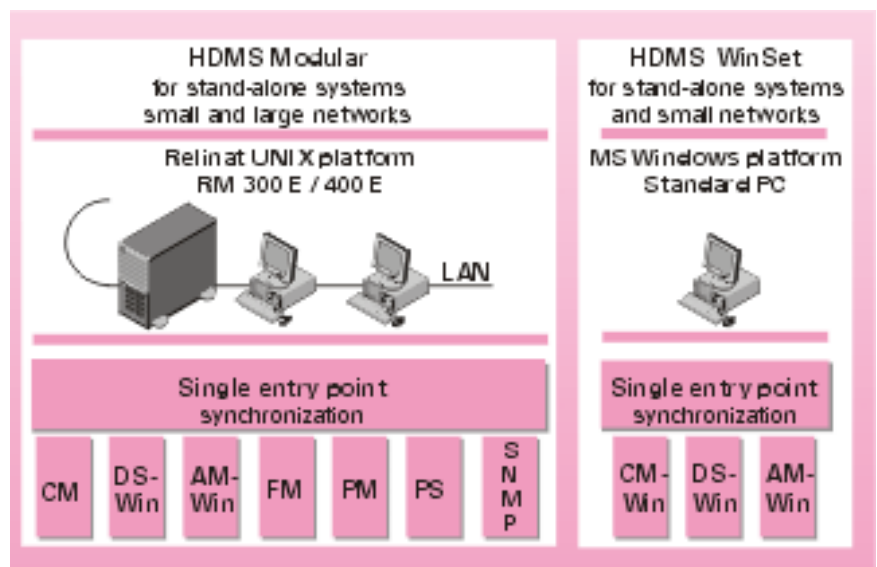 HDMS Modular
for stand-alone systems
small and large networks
Relinat UNIX platform
RM 300 E / 400 E
LAN
Single entry point
synchronization
CM
DS-
Win
AM-
Win
FM
PM
PS
S
N
M
P
HDMS WinSet
for stand-alone systems
and small networks
MS Windows platform
Standard PC
Single entry point
synchronization
CM-
Win
DS-
Win
AM-
Win